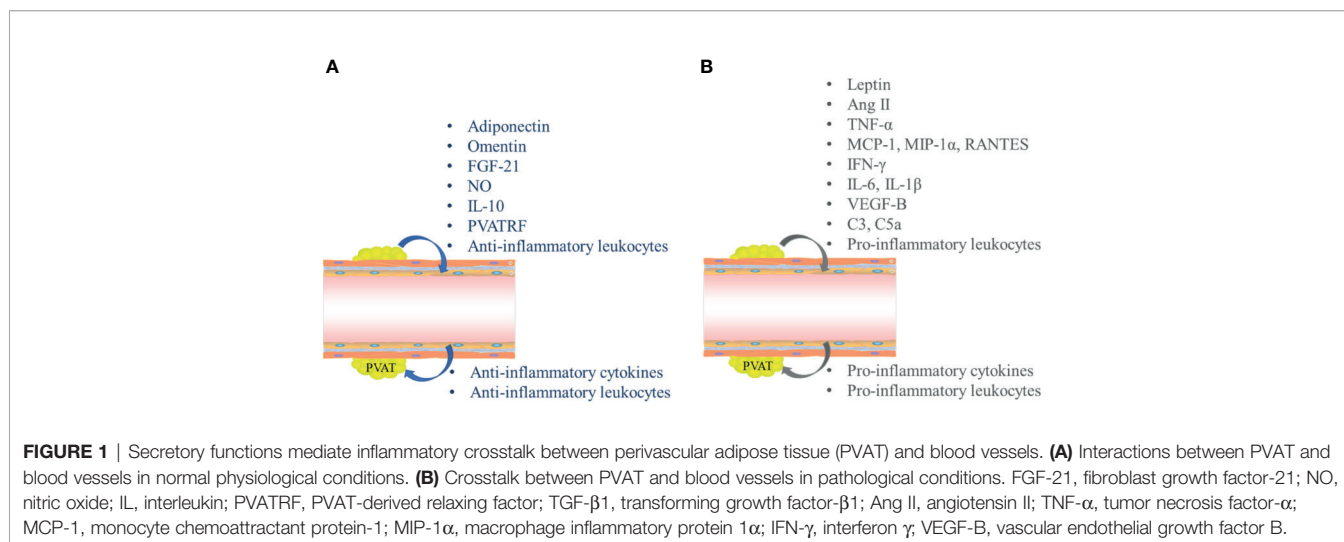 A
• Adiponectin
• Omentin
• FGF-21
• NO
• IL-10
• PVATRF
• Anti-inflammatory leukocytes
PVAT
• Anti-inflammatory cytokines
• Anti-inflammatory leukocytes
B
• Leptin
• Ang II
• TNF-α
• MCP-1, MIP-1α, RANTES
• IFN-γ
• IL-6, IL-1β
• VEGF-B
• C3, C5a
• Pro-inflammatory leukocytes
PVAT
• Pro-inflammatory cytokines
• Pro-inflammatory leukocytes
FIGURE 1 | Secretory functions mediate inflammatory crosstalk between perivascular adipose tissue (PVAT) and blood vessels. (A) Interactions between PVAT and
blood vessels in normal physiological conditions. (B) Crosstalk between PVAT and blood vessels in pathological conditions. FGF-21, fibroblast growth factor-21; NO,
nitric oxide; IL, interleukin; PVATRF, PVAT-derived relaxing factor; TGF-β1, transforming growth factor-β1; Ang II, angiotensin II; TNF-α, tumor necrosis factor-α;
MCP-1, monocyte chemoattractant protein-1; MIP-1α, macrophage inflammatory protein 1α; IFN-γ, interferon γ; VEGF-B, vascular endothelial growth factor B.